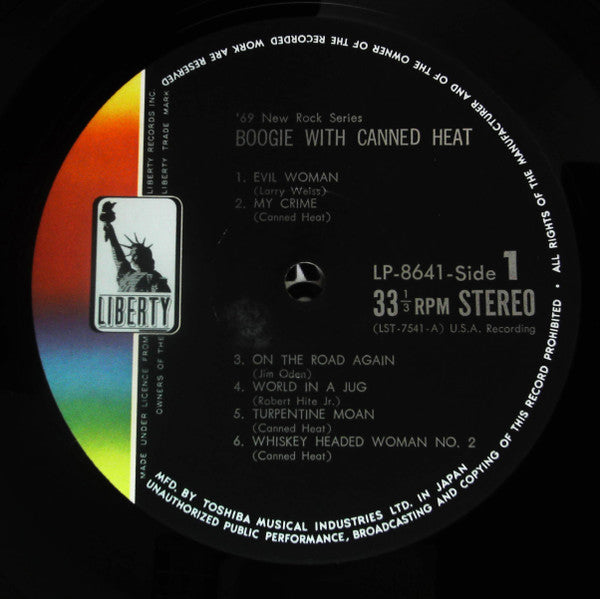 '69 New Rock Series
BOOGIE WITH CANNED HEAT
1. EVIL WOMAN
(Larry Weiss)
2. MY CRIME
(Canned Heat)
LP-8641-Side 1
33 1/3 RPM STEREO
(LST-7541-A) U.S.A. Recording
3. ON THE ROAD AGAIN
(Jim Oden)
4. WORLD IN A JUG
(Robert Hite Jr.)
5. TURPENTINE MOAN
(Canned Heat)
6. WHISKEY HEADED WOMAN NO. 2
(Canned Heat)
LIBERTY
MADE UNDER LICENCE FROM LIBERTY RECORDS INC.
OWNERS OF THE LIBERTY TRADE MARK
MFD. BY TOSHIBA MUSICAL INDUSTRIES LTD. IN JAPAN
UNAUTHORIZED PUBLIC PERFORMANCE, BROADCASTING AND COPYING OF THIS RECORD PROHIBITED • ALL RIGHTS OF THE MANUFACTURER AND OF THE OWNER OF THE RECORDED WORK ARE RESERVED